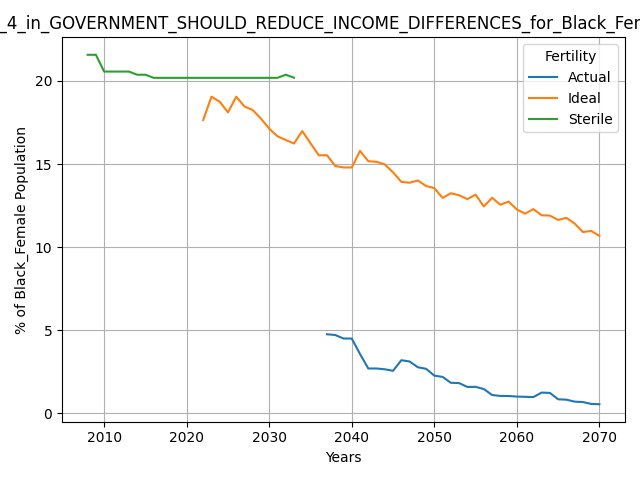 _4_in_GOVERNMENT_SHOULD_REDUCE_INCOME_DIFFERENCES_for_Black_Fem
Fertility
Actual
Ideal
Sterile
% of Black_Female Population
20
15
10
5
0
2010 2020 2030 2040 2050 2060 2070
Years